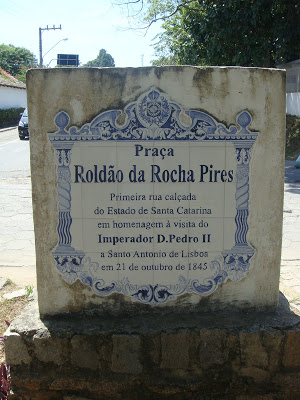 Praça
Roldão da Rocha Pires
Primeira rua calçada
do Estado de Santa Catarina
em homenagem à visita do
Imperador D.Pedro II
a Santo Antonio de Lisboa
em 21 de outubro de 1845